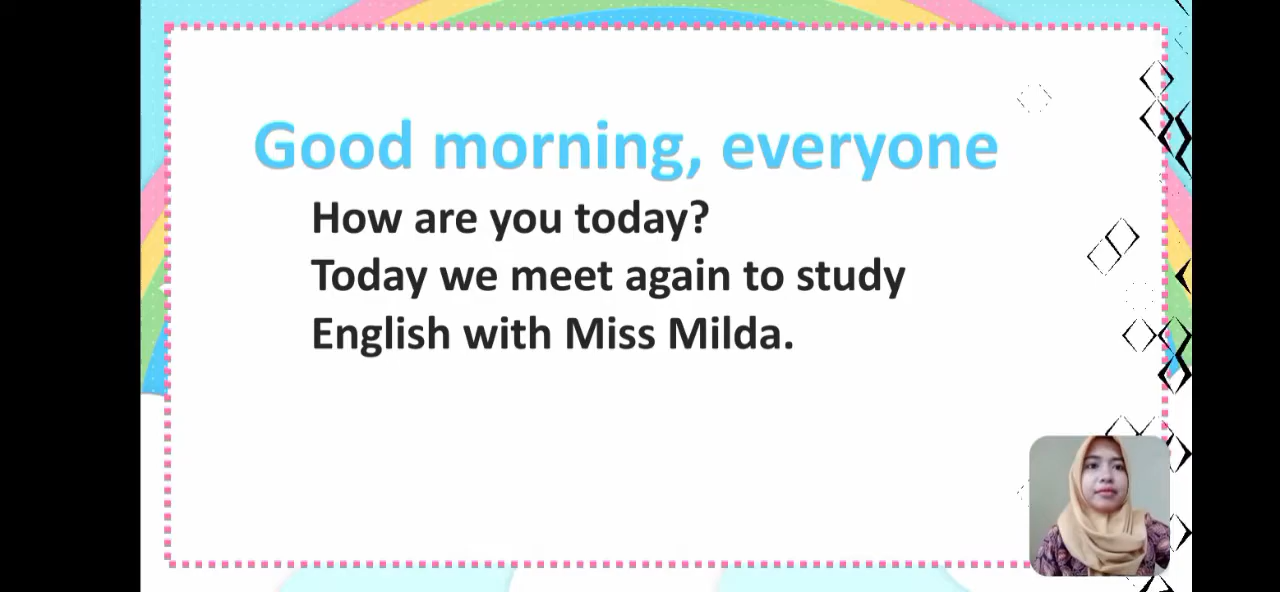 Good morning, everyone
How are you today?
Today we meet again to study
English with Miss Milda.